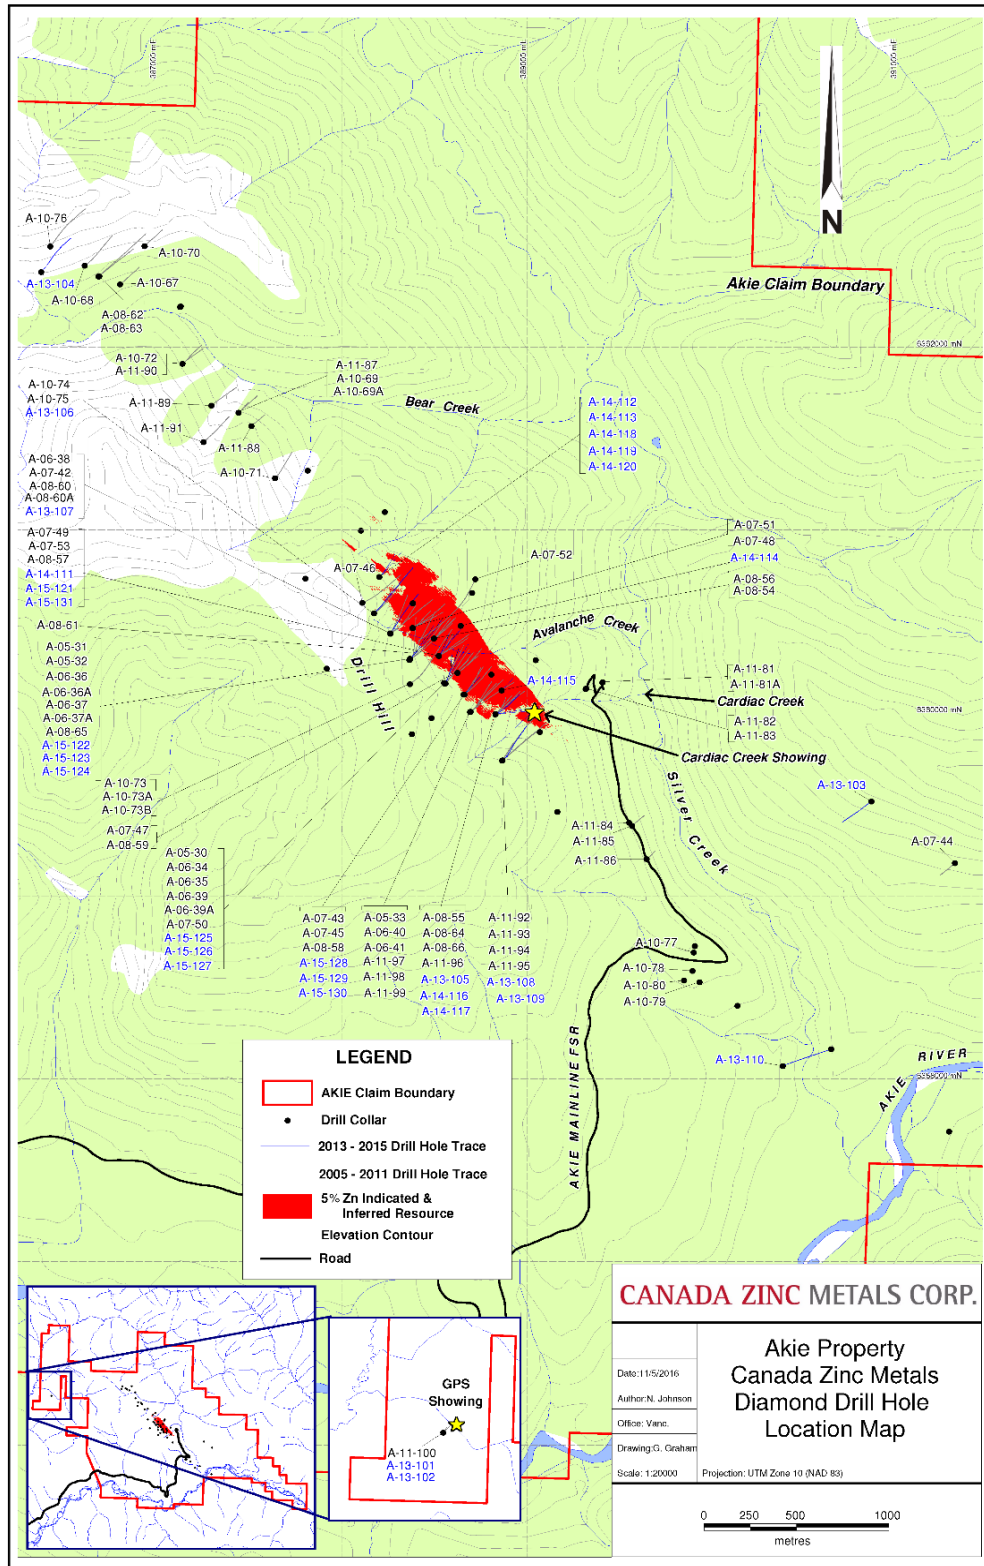 387000 mE
389000 mE
391000 mE
N
Akie Claim Boundary
6352000 mN
A-10-76
A-10-70
A-13-104
A-10-67
A-10-68
A-08-62
A-08-63
A-10-72
A-11-90
A-11-87
A-10-69
A-10-69A
A-10-74
A-10-75
A-13-106
A-11-89
A-11-91
A-11-88
A-10-71
Bear Creek
A-14-112
A-14-113
A-14-118
A-14-119
A-14-120
A-06-38
A-07-42
A-08-60
A-08-60A
A-13-107
A-07-49
A-07-53
A-08-57
A-14-111
A-15-121
A-15-131
A-07-46
A-07-52
A-07-51
A-07-48
A-14-114
A-08-56
A-08-54
A-08-61
Avalanche Creek
A-05-31
A-05-32
A-06-36
A-06-36A
A-06-37
A-06-37A
A-08-65
A-15-122
A-15-123
A-15-124
Drill Hill
A-14-115
A-11-81
A-11-81A
Cardiac Creek
6350000 mN
A-11-82
A-11-83
Cardiac Creek Showing
Silver Creek
A-13-103
A-10-73
A-10-73A
A-10-73B
A-07-47
A-08-59
A-11-84
A-11-85
A-11-86
A-07-44
A-05-30
A-06-34
A-06-35
A-06-39
A-06-39A
A-07-50
A-15-125
A-15-126
A-15-127
A-07-43
A-07-45
A-08-58
A-15-128
A-15-129
A-15-130
A-05-33
A-06-40
A-06-41
A-11-97
A-11-98
A-11-99
A-08-55
A-08-64
A-08-66
A-11-96
A-13-105
A-14-116
A-14-117
A-11-92
A-11-93
A-11-94
A-11-95
A-13-108
A-13-109
A-10-77
A-10-78
A-10-80
A-10-79
A-13-110
AKIE RIVER
6358000 mN
AKIE MAINLINE FSR
LEGEND
AKIE Claim Boundary
Drill Collar
2013 - 2015 Drill Hole Trace
2005 - 2011 Drill Hole Trace
5% Zn Indicated &
Inferred Resource
Elevation Contour
Road
GPS
Showing
A-11-100
A-13-101
A-13-102
CANADA ZINC METALS CORP.
Date:11/5/2016
Author:N. Johnson
Office: Vanc.
Drawing:G. Graham
Scale: 1:20000
Akie Property
Canada Zinc Metals
Diamond Drill Hole
Location Map
Projection: UTM Zone 10 (NAD 83)
0 250 500 1000
metres